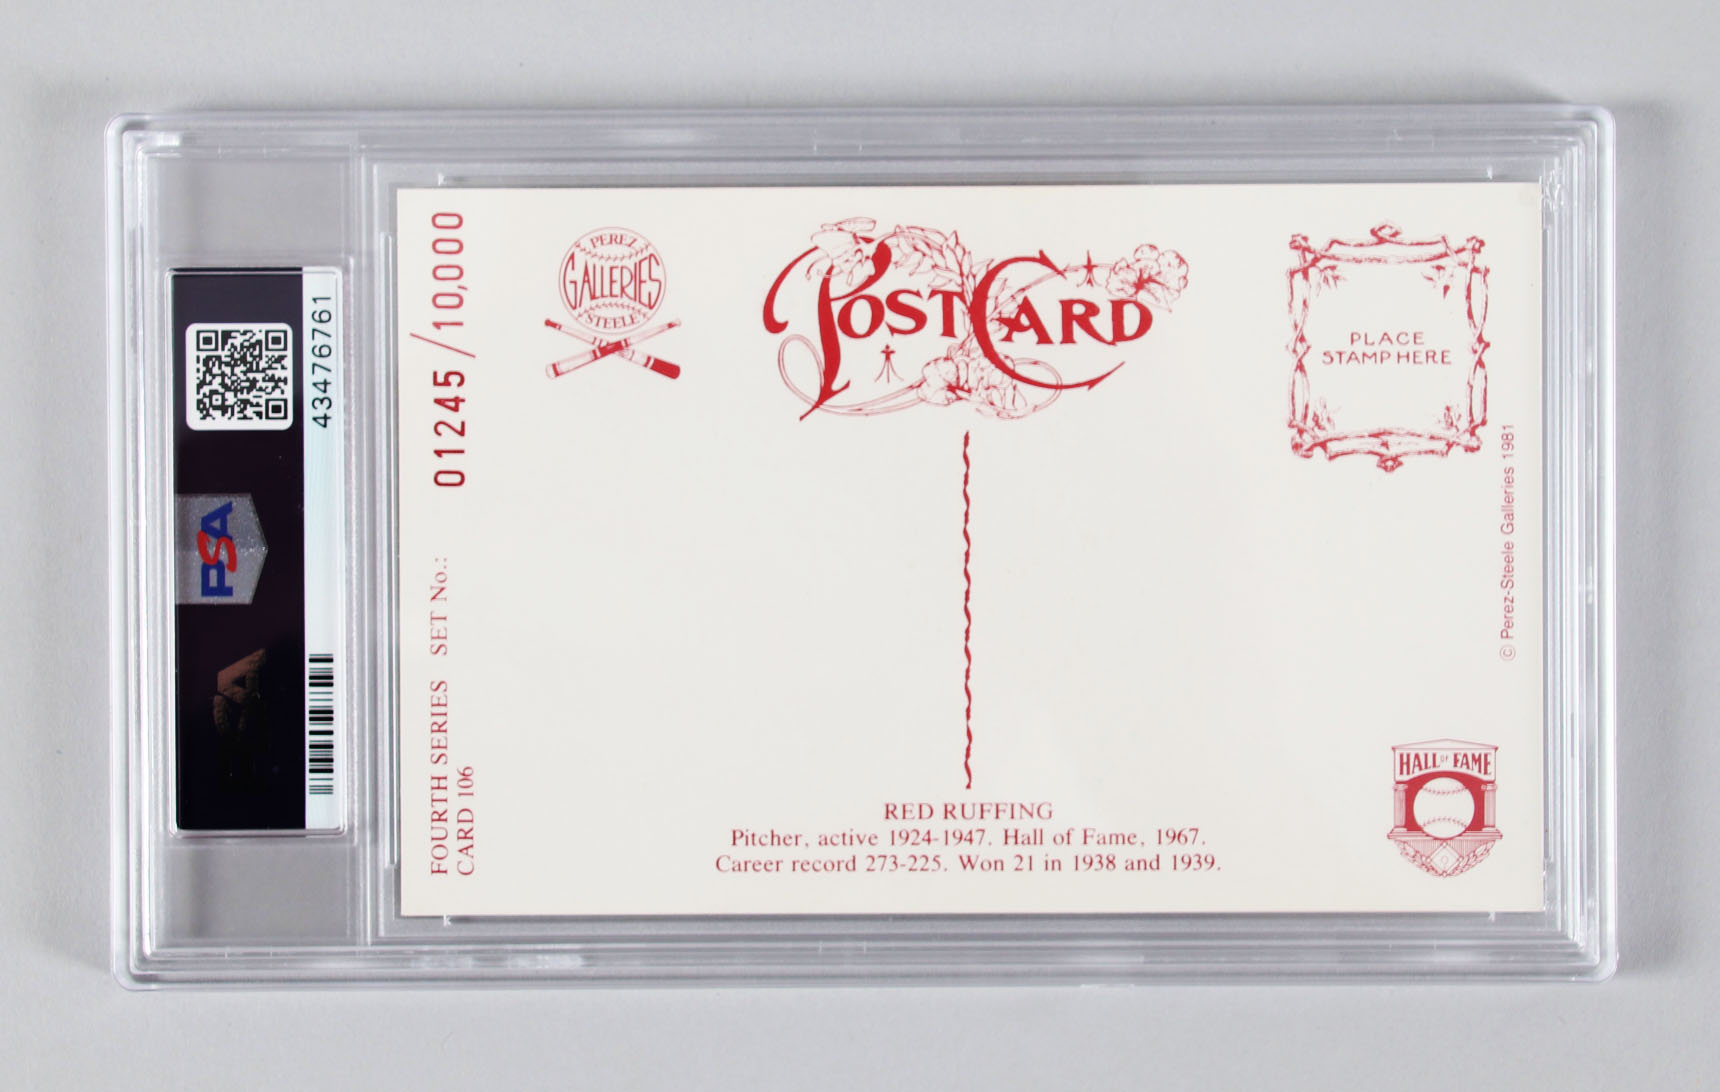 43476761
PSA
FOURTH SERIES SET No.: 01245/10,000
CARD 106
PEREZ
GALLERIES
STEELE
POSTCARD
PLACE
STAMP HERE
© Perez-Steele Galleries 1981
RED RUFFING
Pitcher, active 1924-1947. Hall of Fame, 1967.
Career record 273-225. Won 21 in 1938 and 1939.
HALL OF FAME